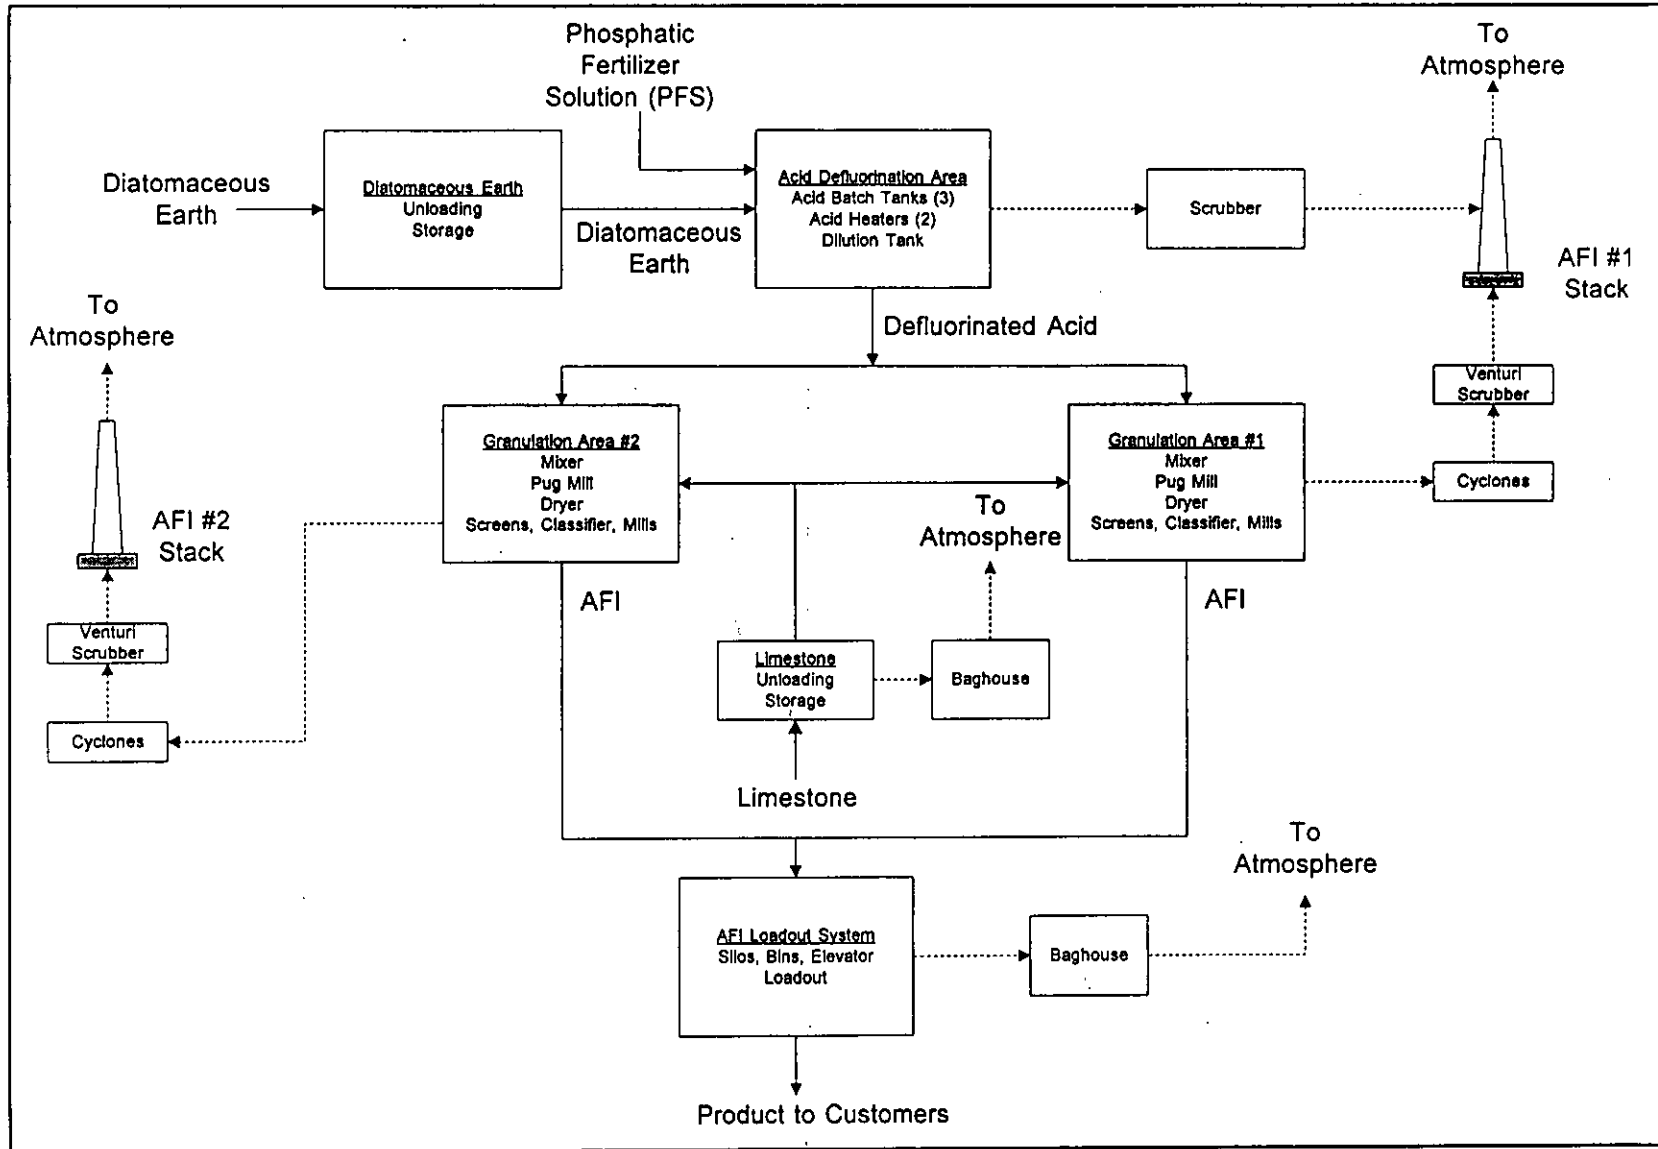 Phosphatic
Fertilizer
Solution (PFS)
To
Atmosphere
Diatomaceous
Earth
Diatomaceous Earth
Unloading
Storage
Diatomaceous
Earth
Acid Defluorination Area
Acid Batch Tanks (3)
Acid Heaters (2)
Dilution Tank
Scrubber
AFI #1
Stack
To
Atmosphere
Defluorinated Acid
Venturi
Scrubber
Granulation Area #2
Mixer
Pug Mill
Dryer
Screens, Classifier, Mills
Granulation Area #1
Mixer
Pug Mill
Dryer
Screens, Classifier, Mills
Cyclones
AFI #2
Stack
To
Atmosphere
AFI
AFI
Venturi
Scrubber
Limestone
Unloading
Storage
Baghouse
Cyclones
Limestone
To
Atmosphere
AFI Loadout System
Silos, Bins, Elevator
Loadout
Baghouse
Product to Customers